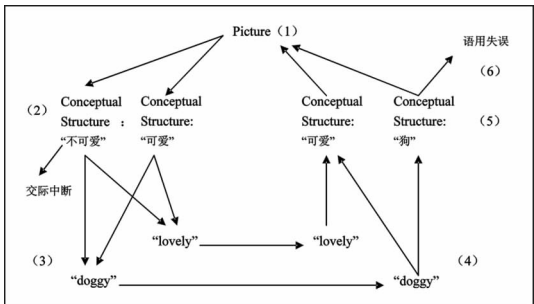 Picture（1）
语用失误
（6）
（2） Conceptual Structure ： “不可爱”
Conceptual Structure: “可爱”
Conceptual Structure: “可爱”
Conceptual Structure: “狗”
（5）
交际中断
“lovely”
“lovely”
（3）
“doggy”
“doggy”
（4）